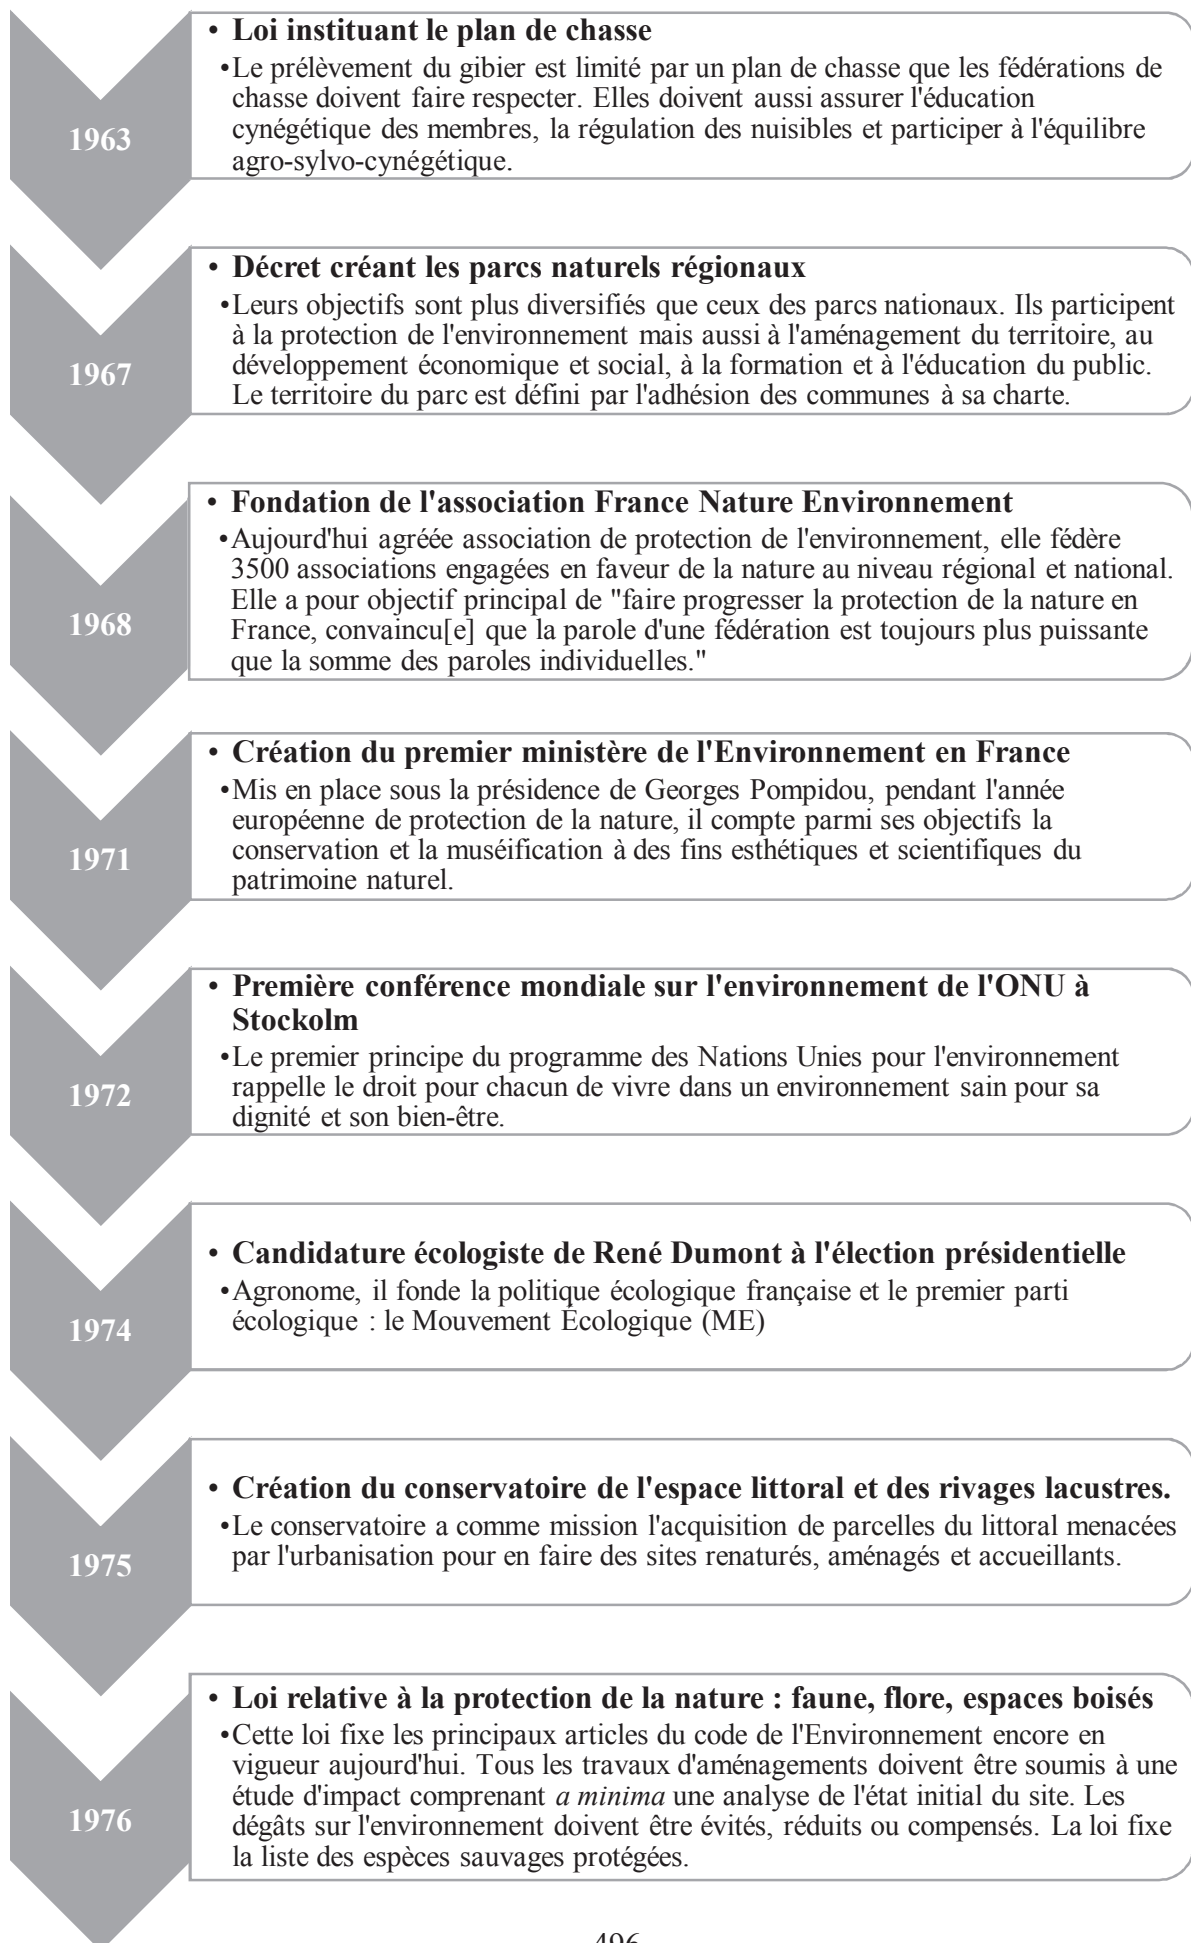 • Loi instituant le plan de chasse
•Le prélèvement du gibier est limité par un plan de chasse que les fédérations de
chasse doivent faire respecter. Elles doivent aussi assurer l'éducation
cynégétique des membres, la régulation des nuisibles et participer à l'équilibre
agro-sylvo-cynégétique.
1963
• Décret créant les parcs naturels régionaux
•Leurs objectifs sont plus diversifiés que ceux des parcs nationaux. Ils participent
à la protection de l'environnement mais aussi à l'aménagement du territoire, au
développement économique et social, à la formation et à l'éducation du public.
Le territoire du parc est défini par l'adhésion des communes à sa charte.
1967
• Fondation de l'association France Nature Environnement
•Aujourd'hui agréée association de protection de l'environnement, elle fédère
3500 associations engagées en faveur de la nature au niveau régional et national.
Elle a pour objectif principal de "faire progresser la protection de la nature en
France, convaincu[e] que la parole d'une fédération est toujours plus puissante
que la somme des paroles individuelles."
1968
• Création du premier ministère de l'Environnement en France
•Mis en place sous la présidence de Georges Pompidou, pendant l'année
européenne de protection de la nature, il compte parmi ses objectifs la
conservation et la muséification à des fins esthétiques et scientifiques du
patrimoine naturel.
1971
• Première conférence mondiale sur l'environnement de l'ONU à
Stockolm
•Le premier principe du programme des Nations Unies pour l'environnement
rappelle le droit pour chacun de vivre dans un environnement sain pour sa
dignité et son bien-être.
1972
• Candidature écologiste de René Dumont à l'élection présidentielle
•Agronome, il fonde la politique écologique française et le premier parti
écologique : le Mouvement Écologique (ME)
1974
• Création du conservatoire de l'espace littoral et des rivages lacustres.
•Le conservatoire a comme mission l'acquisition de parcelles du littoral menacées
par l'urbanisation pour en faire des sites renaturés, aménagés et accueillants.
1975
• Loi relative à la protection de la nature : faune, flore, espaces boisés
•Cette loi fixe les principaux articles du code de l'Environnement encore en
vigueur aujourd'hui. Tous les travaux d'aménagements doivent être soumis à une
étude d'impact comprenant a minima une analyse de l'état initial du site. Les
dégâts sur l'environnement doivent être évités, réduits ou compensés. La loi fixe
la liste des espèces sauvages protégées.
1976
496